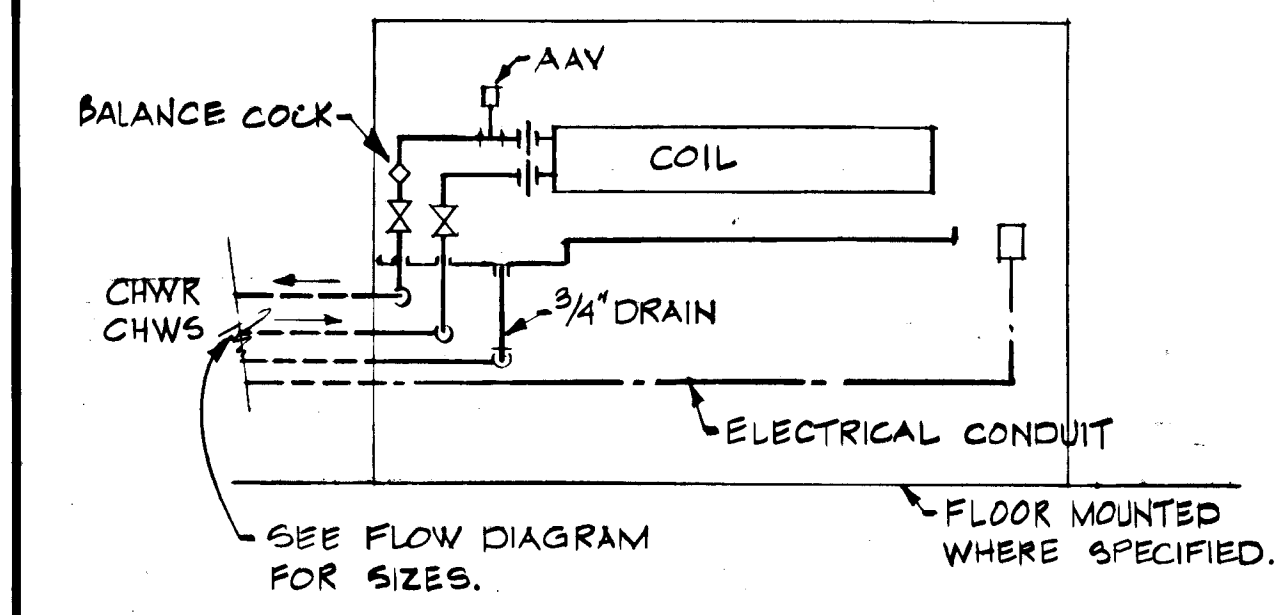 AAV
BALANCE COCK
COIL
CHWR
CHWS
3/4" DRAIN
ELECTRICAL CONDUIT
SEE FLOW DIAGRAM
FOR SIZES.
FLOOR MOUNTED
WHERE SPECIFIED.